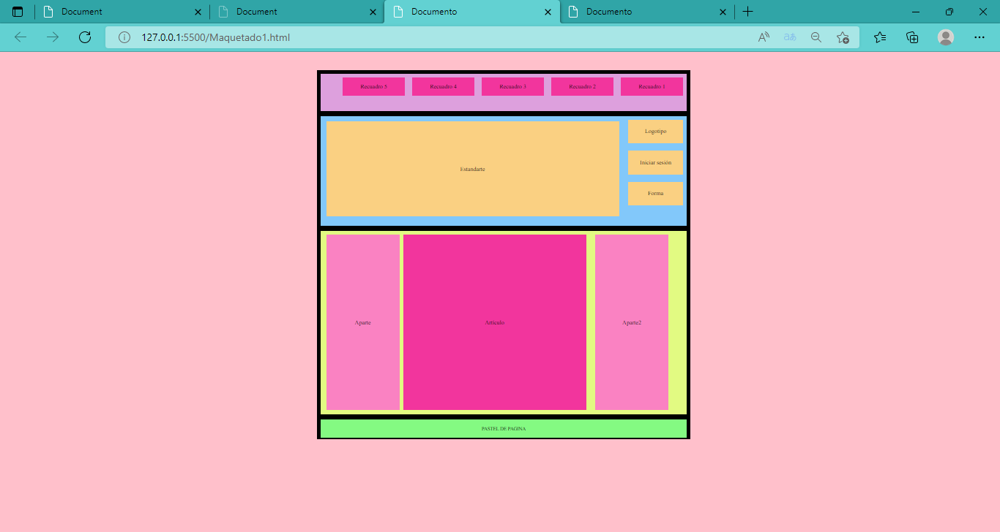 Document
Document
Documento
Documento
127.0.0.1:5500/Maquetado1.html
Recuadro 5
Recuadro 4
Recuadro 3
Recuadro 2
Recuadro 1
Estandarte
Logotipo
Iniciar sesión
Forma
Aparte
Artículo
Aparte2
PASTEL DE PAGINA